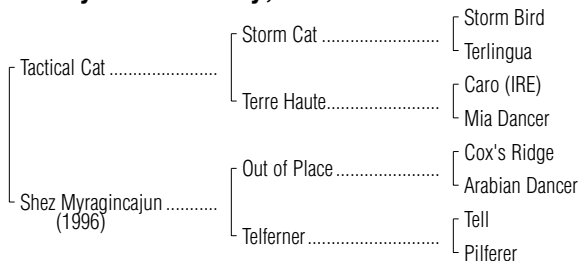 Storm Bird
Storm Cat ........................
Terlingua
Tactical Cat ......................
Caro (IRE)
Terre Haute........................
Mia Dancer
Cox's Ridge
Out of Place ......................
Arabian Dancer
Shez Myragincajun ..........
(1996)
Tell
Telferner............................
Pilferer